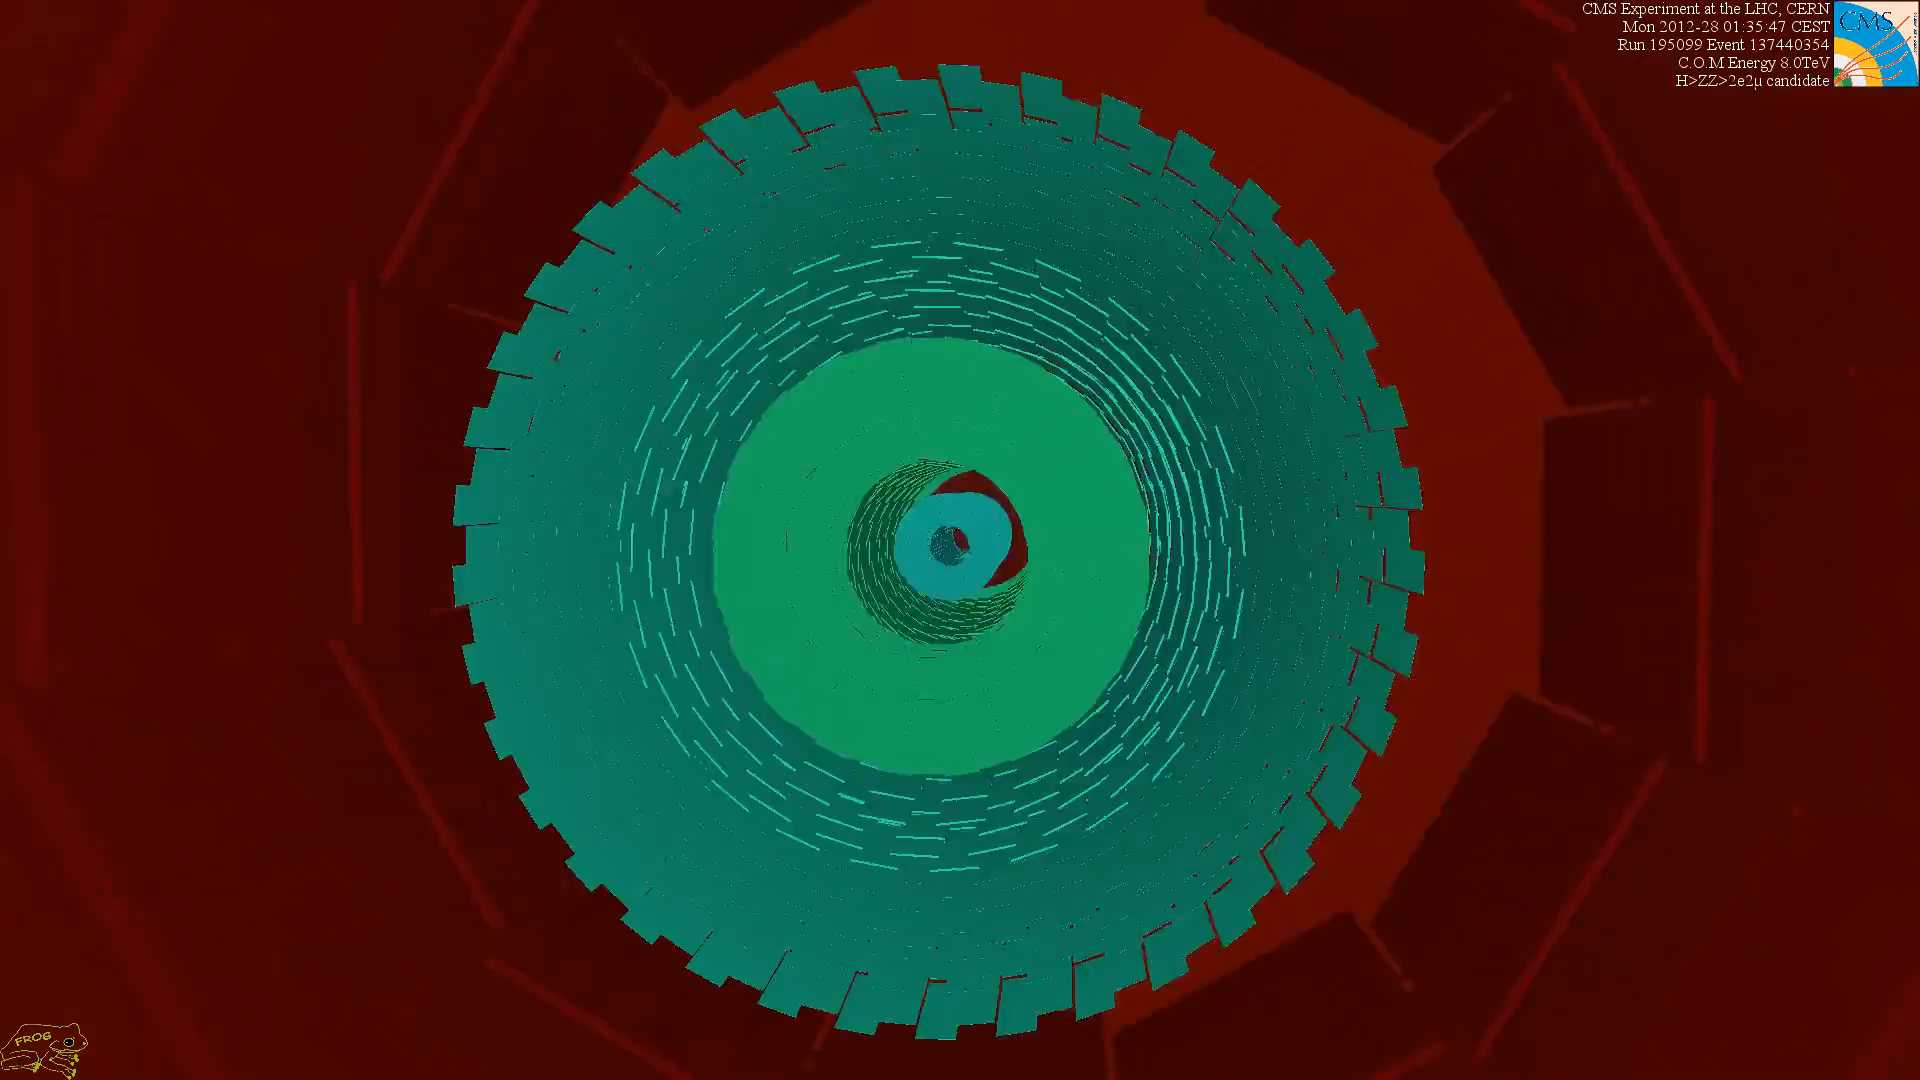 CMS Experiment at the LHC, CERN
Mon 2012-28 01:35:47 CEST
Run 195099 Event 137440354
C.O.M Energy 8.0TeV
H>ZZ>2e2μ candidate
CMS
FROG